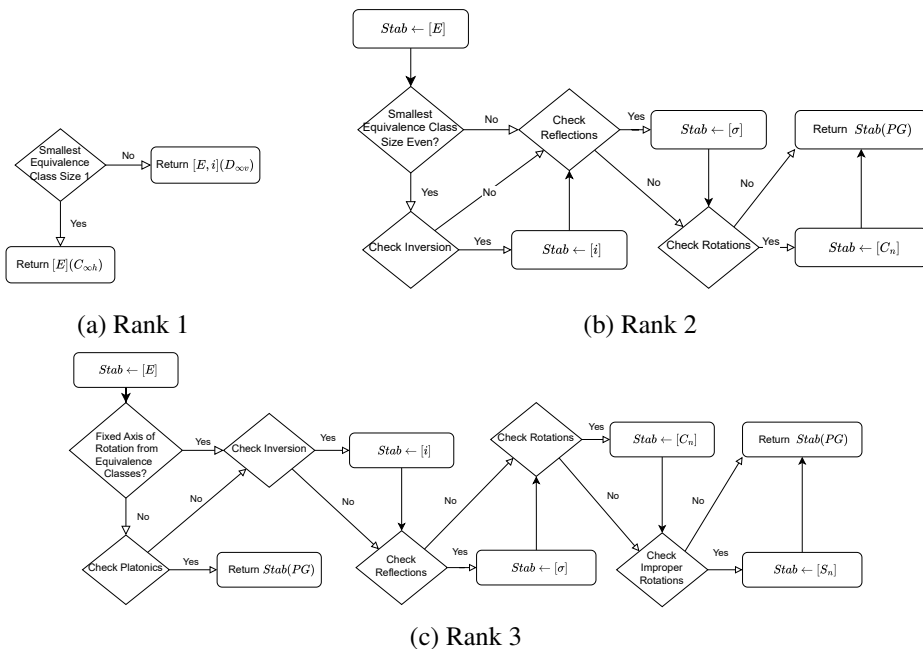 Smallest
Equivalence
Class Size 1
No
Return [E, i](D∞v)
Yes
Return [E](C∞h)
(a) Rank 1
Stab ← [E]
Smallest
Equivalence Class
Size Even?
No
Check
Reflections
Yes
Stab ← [σ]
Return Stab(PG)
Yes
No
No
No
Check Inversion
Yes
Stab ← [i]
Check Rotations
Yes
Stab ← [Cn]
(b) Rank 2
Stab ← [E]
Fixed Axis of
Rotation from
Equivalence
Classes?
Yes
Check Inversion
Yes
Stab ← [i]
Check Rotations
Yes
Stab ← [Cn]
Return Stab(PG)
No
No
No
No
No
No
Check Platonics
Yes
Return Stab(PG)
Check
Reflections
Yes
Stab ← [σ]
Check
Improper
Rotations
Yes
Stab ← [Sn]
(c) Rank 3